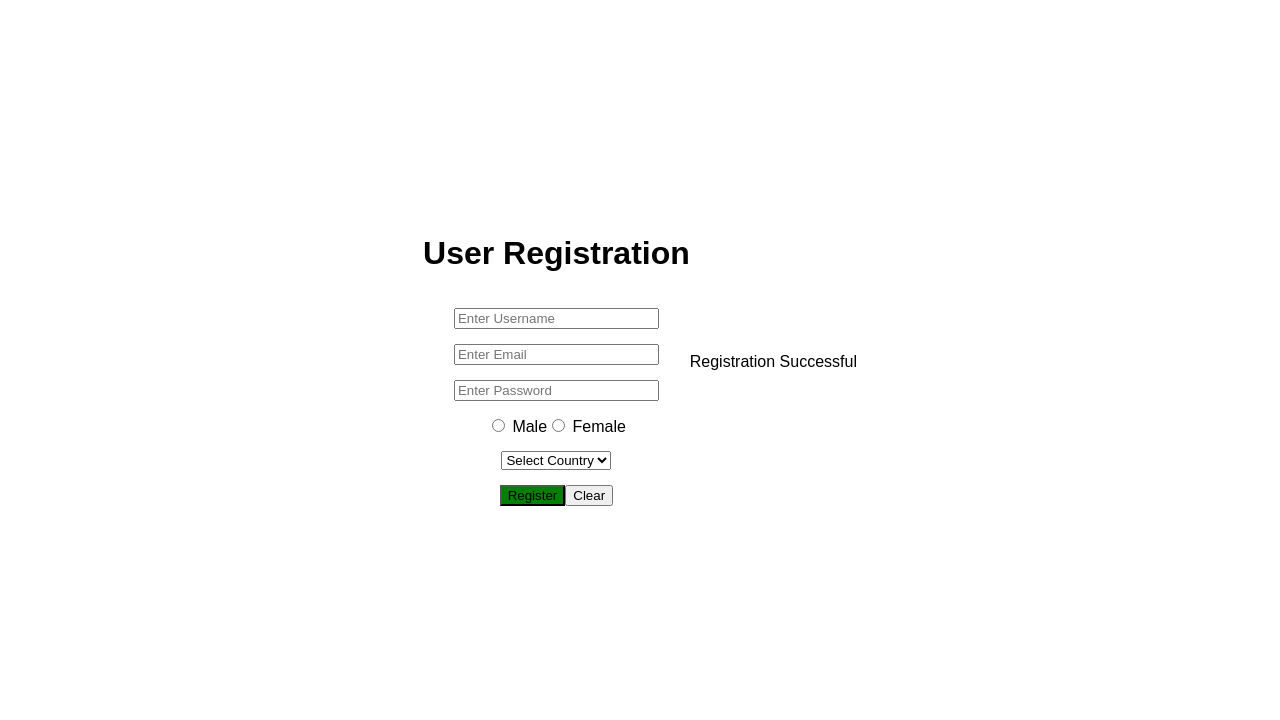 User Registration
Enter Username
Enter Email
Registration Successful
Enter Password
Male Female
Select Country
Register Clear